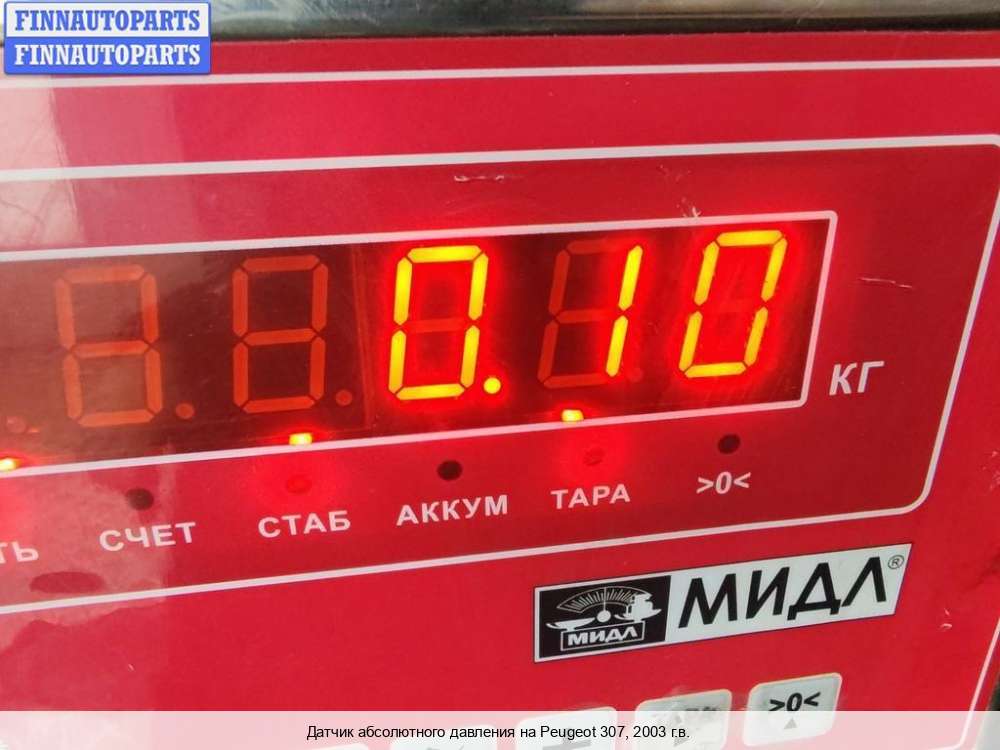 FINNAUTOPARTS
FINNAUTOPARTS
0.10
КГ
СЧЕТ
СТАБ
АККУМ
ТАРА
>0<
МИДЛ
МИДЛ®
>0<
Датчик абсолютного давления на Peugeot 307, 2003 г.в.